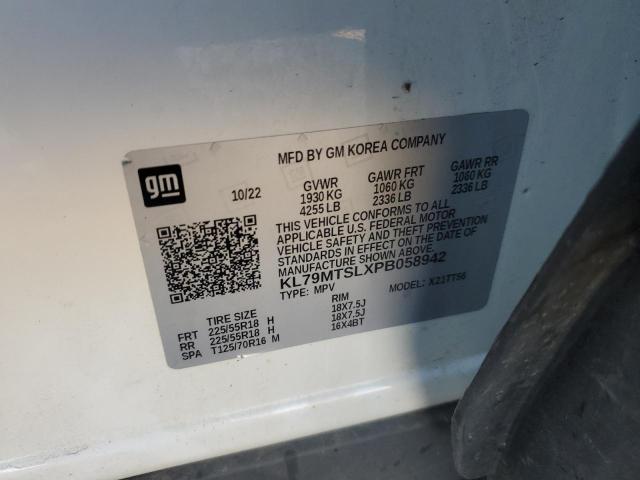 MFD BY GM KOREA COMPANY
gm
10/22
GVWR GAWR FRT GAWR RR
1930 KG 1060 KG 1060 KG
4255 LB 2336 LB 2336 LB
THIS VEHICLE CONFORMS TO ALL
APPLICABLE U.S. FEDERAL MOTOR
VEHICLE SAFETY AND THEFT PREVENTION
STANDARDS IN EFFECT ON THE DATE OF
MANUFACTURE SHOWN ABOVE.
KL79MTSLXPB058942
TYPE: MPV MODEL: X21TT56
TIRE SIZE RIM
FRT 225/55R18 H 18X7.5J
RR 225/55R18 H 18X7.5J
SPA T125/70R16 M 16X4BT